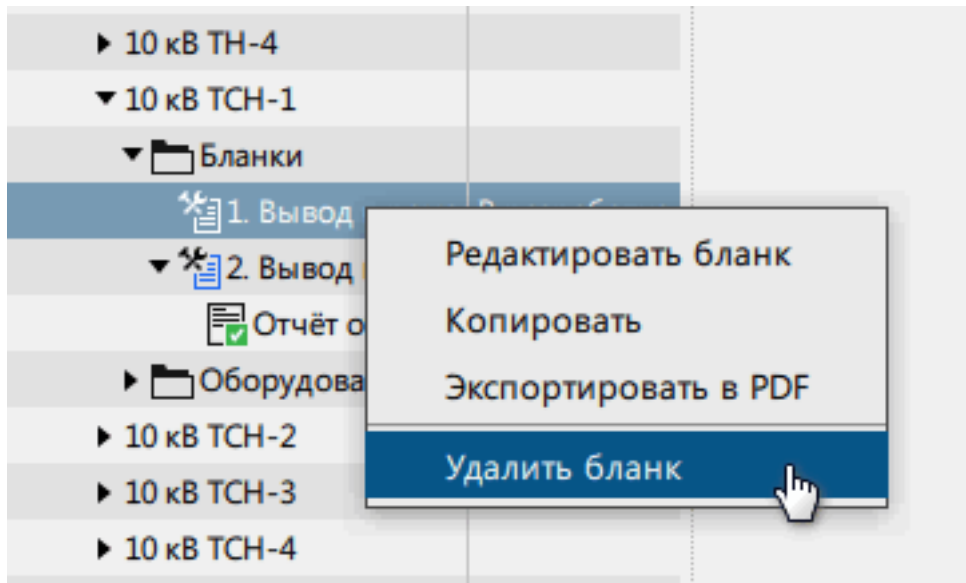 10 кВ ТН-4
10 кВ ТСН-1
Бланки
1. Вывод
2. Вывод
Отчёт о
Оборудова
10 кВ ТСН-2
10 кВ ТСН-3
10 кВ ТСН-4
Редактировать бланк
Копировать
Экспортировать в PDF
Удалить бланк